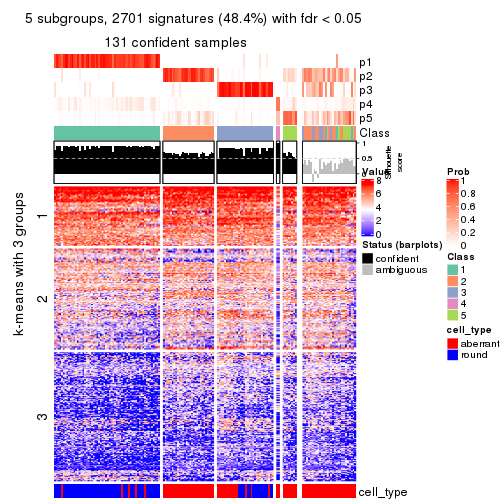 5 subgroups, 2701 signatures (48.4%) with fdr < 0.05
131 confident samples
p1
p2
p3
p4
p5
Class
1
0.5
0
Silhouette
score
k-means with 3 groups
1
2
3
cell_type
Value
8
6
4
2
0
Status (barplots)
confident
ambiguous
Prob
1
0.8
0.6
0.4
0.2
0
Class
1
2
3
4
5
cell_type
aberrant
round